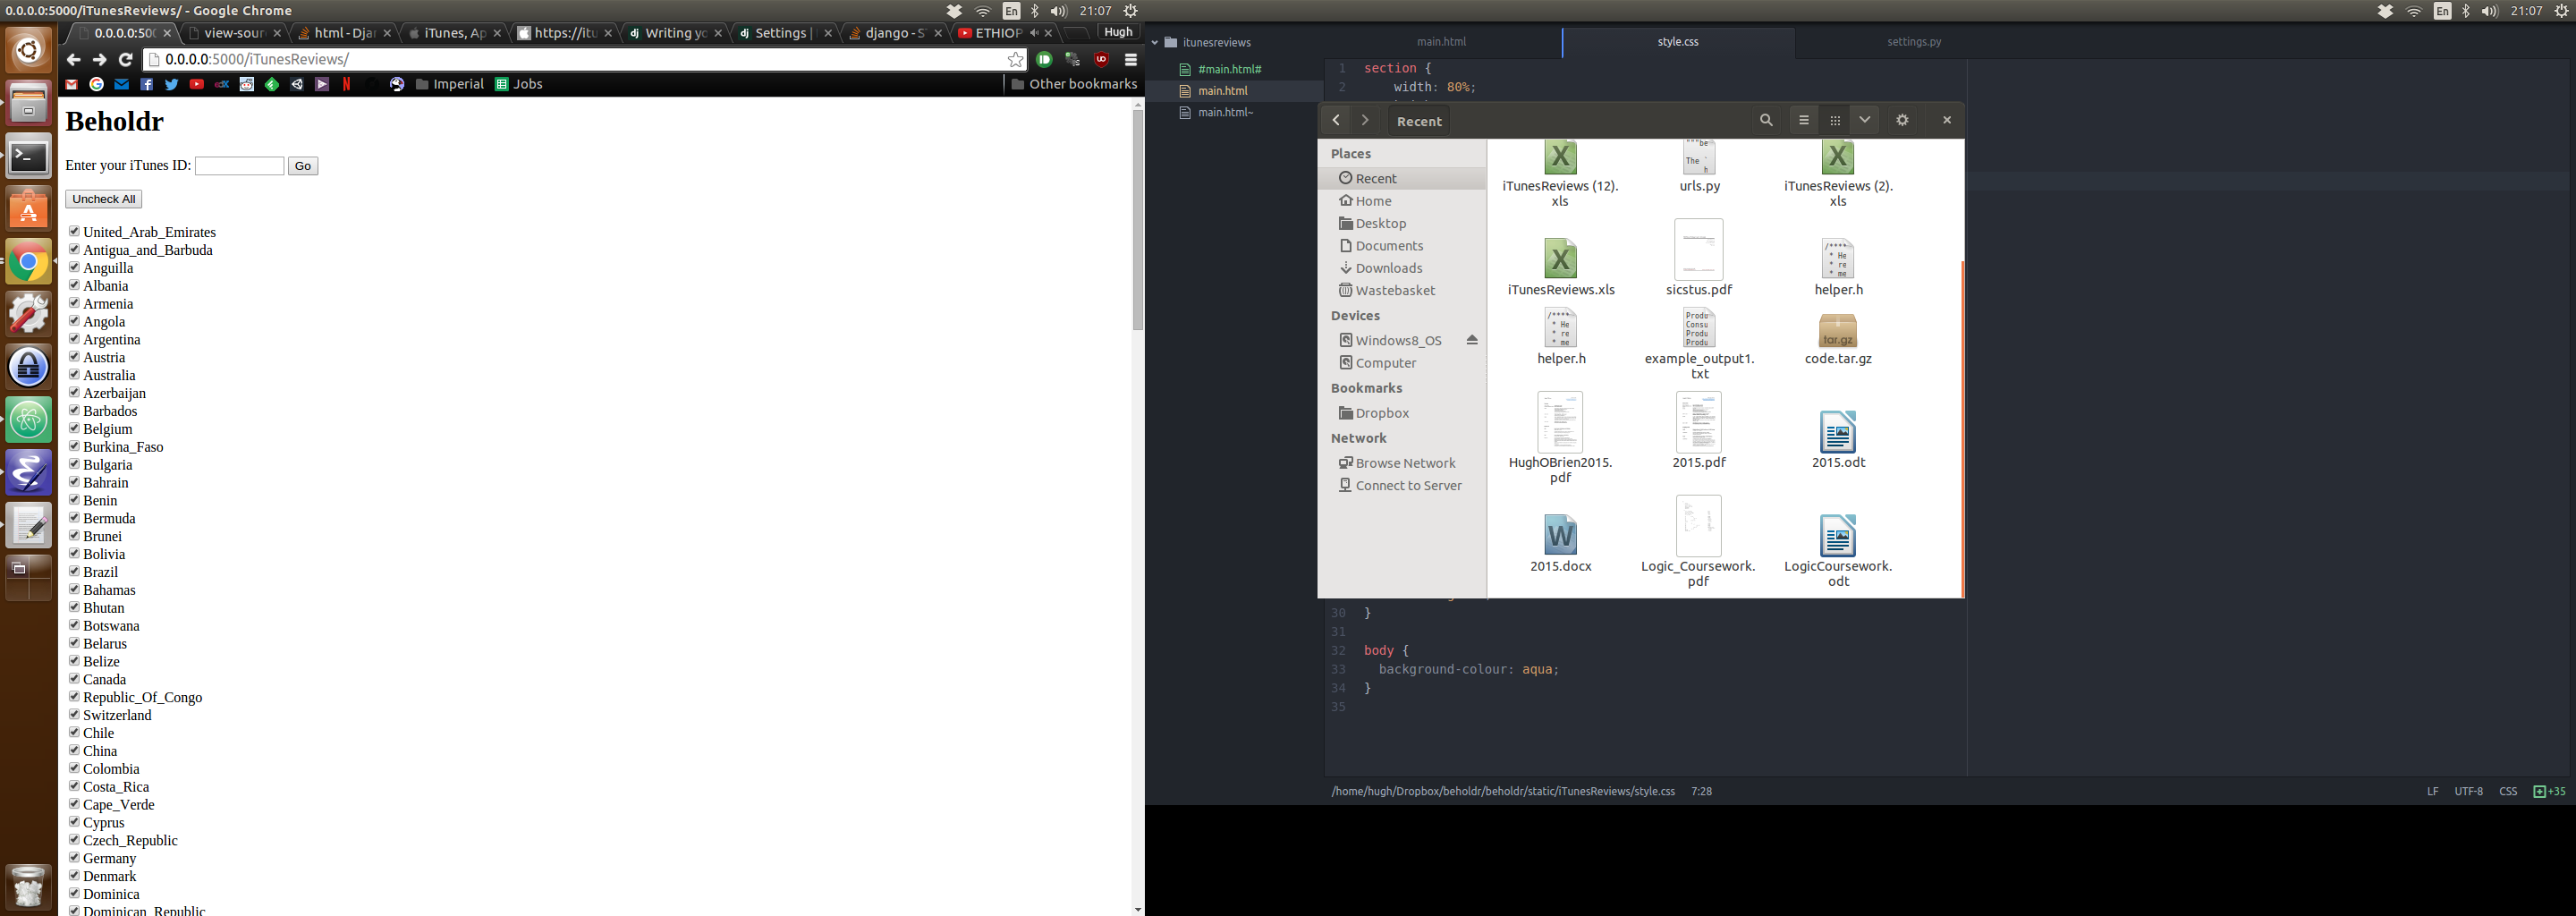 0.0.0.0:5000/iTunesReviews/ - Google Chrome
En
21:07
En
21:07
0.0.0.0:500
view-sour
html - Djan
iTunes, Ap
https://itu
Writing yo
Settings |
django - S
ETHIOP
Hugh
0.0.0.0:5000/iTunesReviews/
Imperial
Jobs
Other bookmarks
Beholdr
Enter your iTunes ID:
Go
Uncheck All
United_Arab_Emirates
Antigua_and_Barbuda
Anguilla
Albania
Armenia
Angola
Argentina
Austria
Australia
Azerbaijan
Barbados
Belgium
Burkina_Faso
Bulgaria
Bahrain
Benin
Bermuda
Brunei
Bolivia
Brazil
Bahamas
Bhutan
Botswana
Belarus
Belize
Canada
Republic_Of_Congo
Switzerland
Chile
China
Colombia
Costa_Rica
Cape_Verde
Cyprus
Czech_Republic
Germany
Denmark
Dominica
Dominican_Republic
itunesreviews
#main.html#
main.html
main.html~
main.html
style.css
settings.py
1 section {
2 width: 80%;
Recent
Places
Recent
Home
Desktop
Documents
Downloads
Wastebasket
Devices
Windows8_OS
Computer
Bookmarks
Dropbox
Network
Browse Network
Connect to Server
iTunesReviews (12).
xls
urls.py
iTunesReviews (2).
xls
iTunesReviews.xls
sicstus.pdf
helper.h
helper.h
example_output1.
txt
code.tar.gz
HughOBrien2015.
pdf
2015.pdf
2015.odt
2015.docx
Logic_Coursework.
pdf
LogicCoursework.
odt
30 }
31
32 body {
33 background-colour: aqua;
34 }
35
/home/hugh/Dropbox/beholdr/beholdr/static/iTunesReviews/style.css 7:28
LF UTF-8 CSS +35